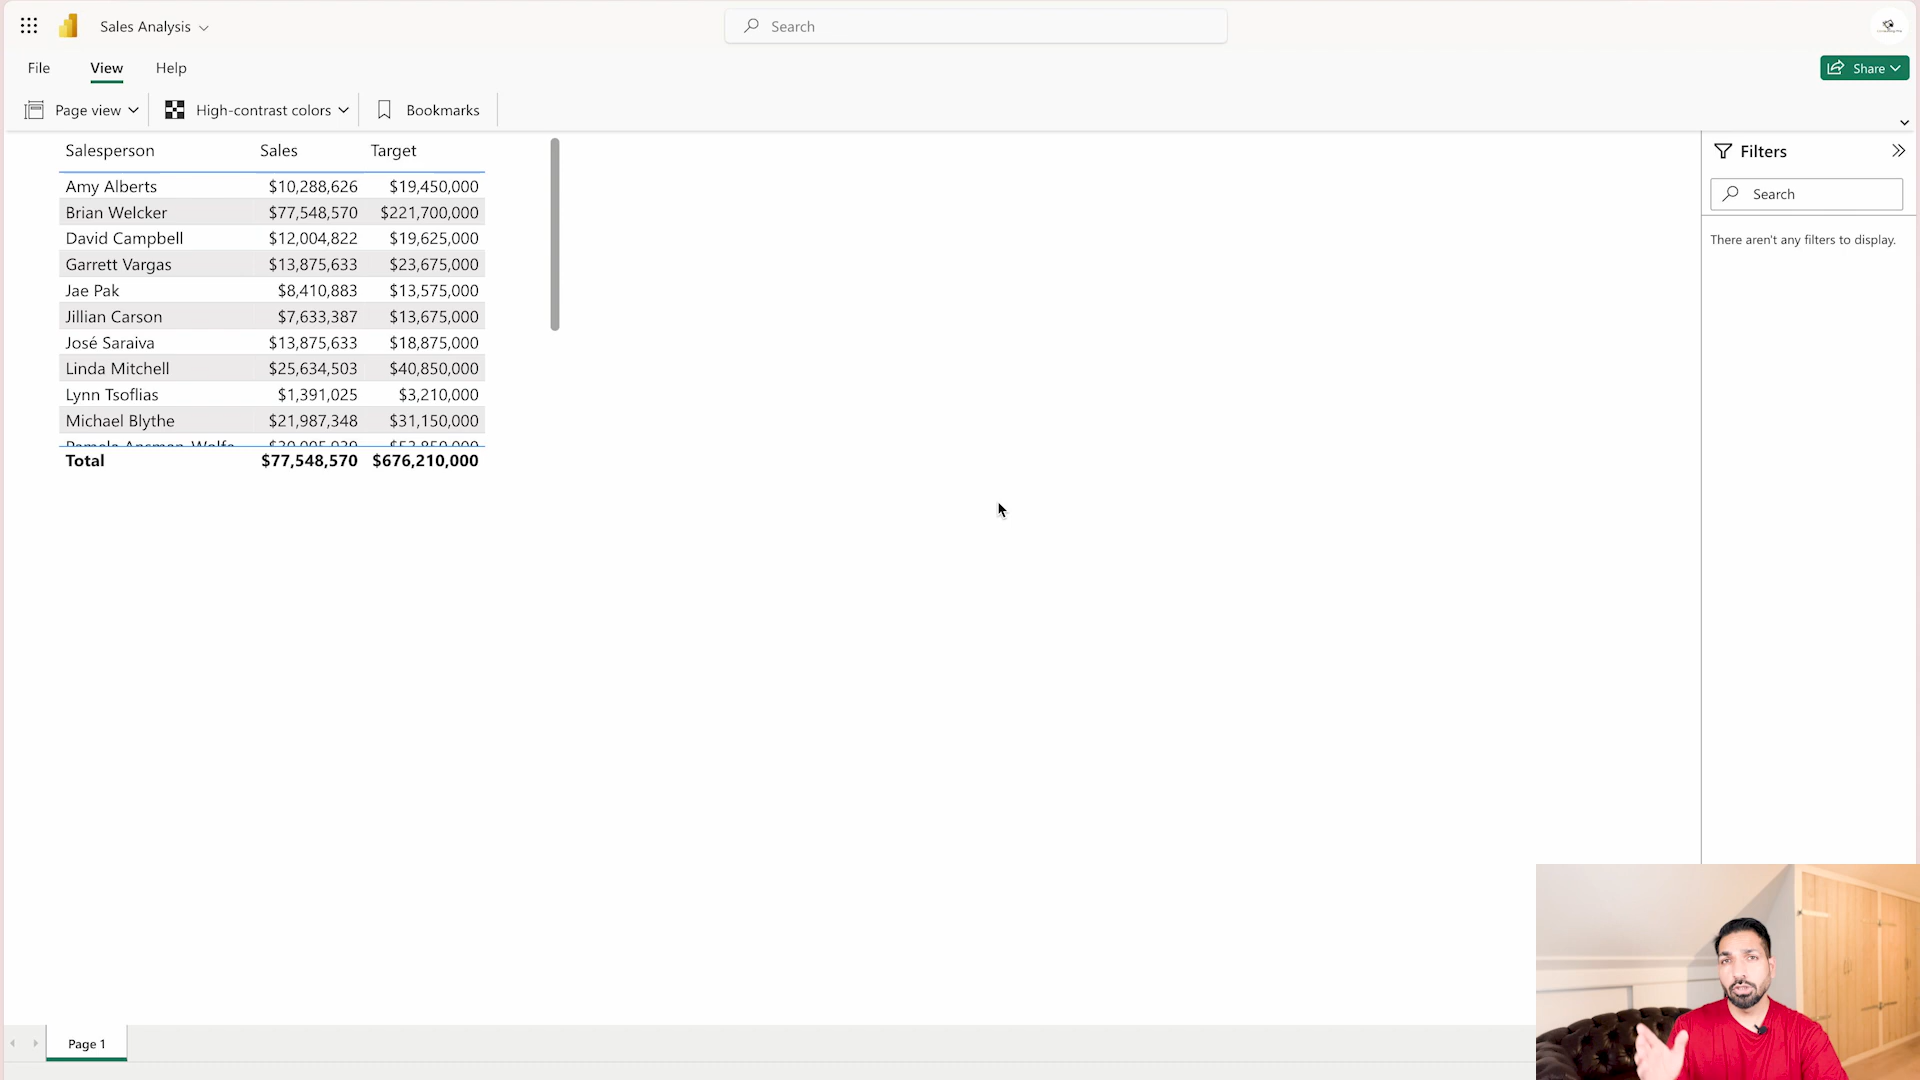 Sales Analysis
Search
File View Help
Share
Page view High-contrast colors Bookmarks
Salesperson Sales Target
Amy Alberts $10,288,626 $19,450,000
Brian Welcker $77,548,570 $221,700,000
David Campbell $12,004,822 $19,625,000
Garrett Vargas $13,875,633 $23,675,000
Jae Pak $8,410,883 $13,575,000
Jillian Carson $7,633,387 $13,675,000
José Saraiva $13,875,633 $18,875,000
Linda Mitchell $25,634,503 $40,850,000
Lynn Tsoflias $1,391,025 $3,210,000
Michael Blythe $21,987,348 $31,150,000
Total $77,548,570 $676,210,000
Filters
Search
There aren't any filters to display.
Page 1